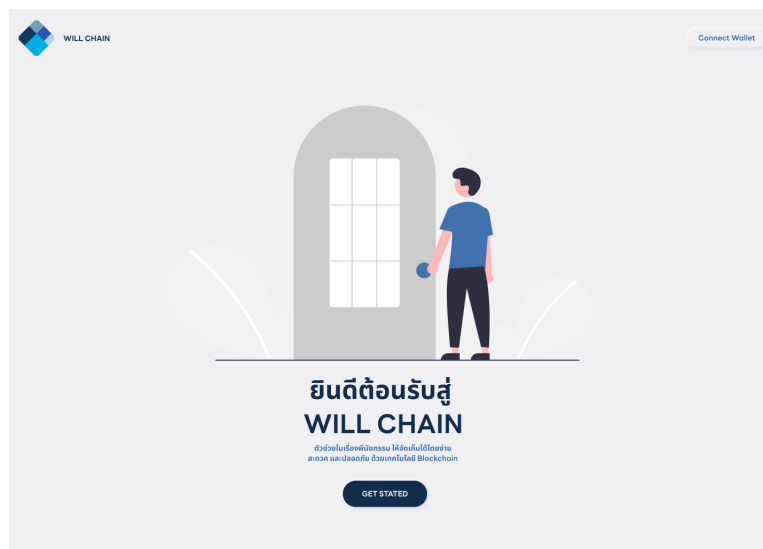 WILL CHAIN
Connect Wallet
ยินดีต้อนรับสู่
WILL CHAIN
ตัวช่วยในเรื่องพินัยกรรม ให้จัดเก็บได้โดยง่าย
สะดวก และปลอดภัย ด้วยเทคโนโลยี Blockchain
GET STATED